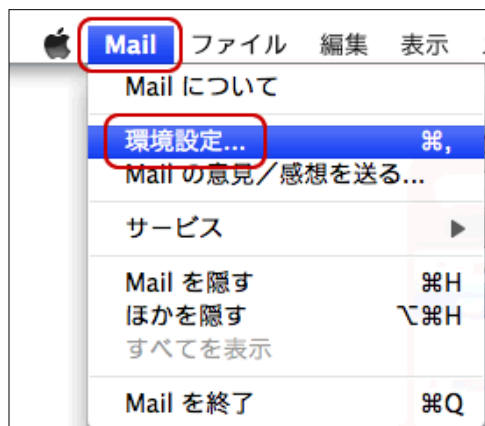 Mail ファイル 編集 表示
Mail について
環境設定... ⌘,
Mail の意見／感想を送る...
サービス ▶
Mail を隠す ⌘H
ほかを隠す ⌥⌘H
すべてを表示
Mail を終了 ⌘Q